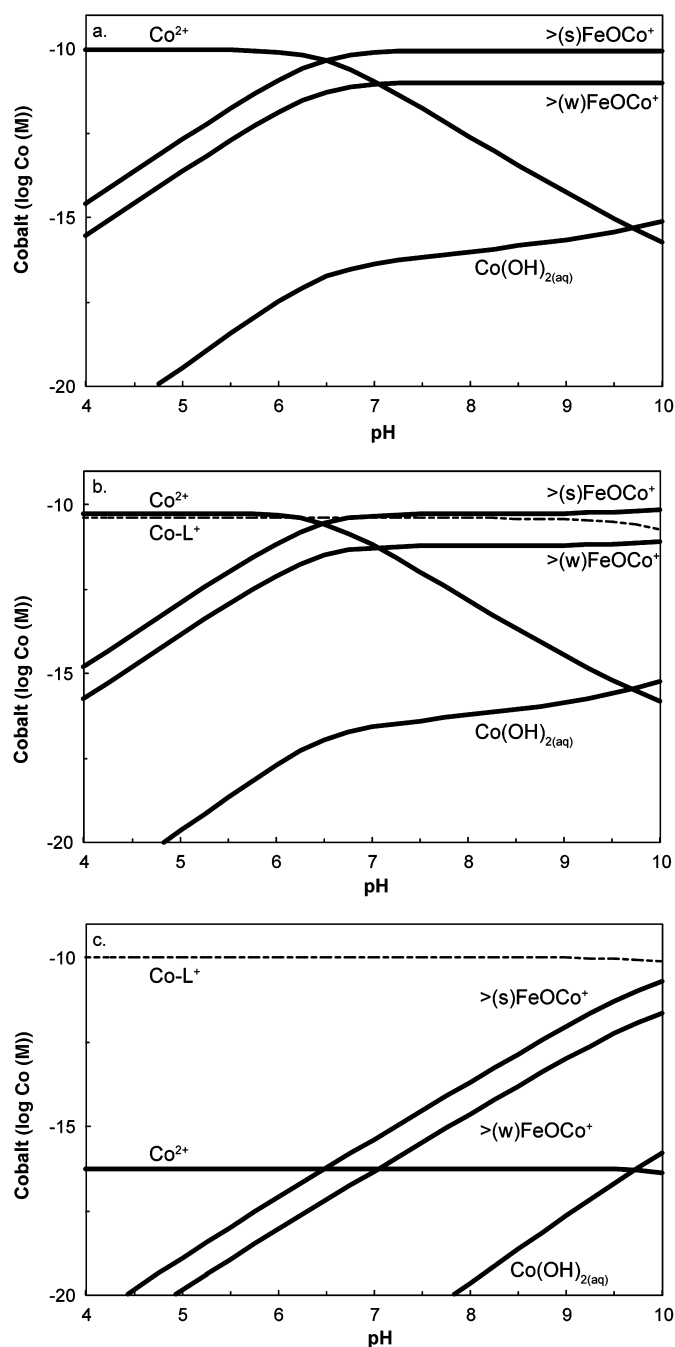 a.
Co²⁺
>(s)FeOCo⁺
>(w)FeOCo⁺
Co(OH)₂₍ₐq₎
-10
-15
-20
Cobalt (log Co (M))
4 5 6 7 8 9 10
pH
b.
Co²⁺
Co-L⁺
>(s)FeOCo⁺
>(w)FeOCo⁺
Co(OH)₂₍ₐq₎
-10
-15
-20
Cobalt (log Co (M))
4 5 6 7 8 9 10
pH
c.
Co-L⁺
>(s)FeOCo⁺
>(w)FeOCo⁺
Co²⁺
Co(OH)₂₍ₐq₎
-10
-15
-20
Cobalt (log Co (M))
4 5 6 7 8 9 10
pH